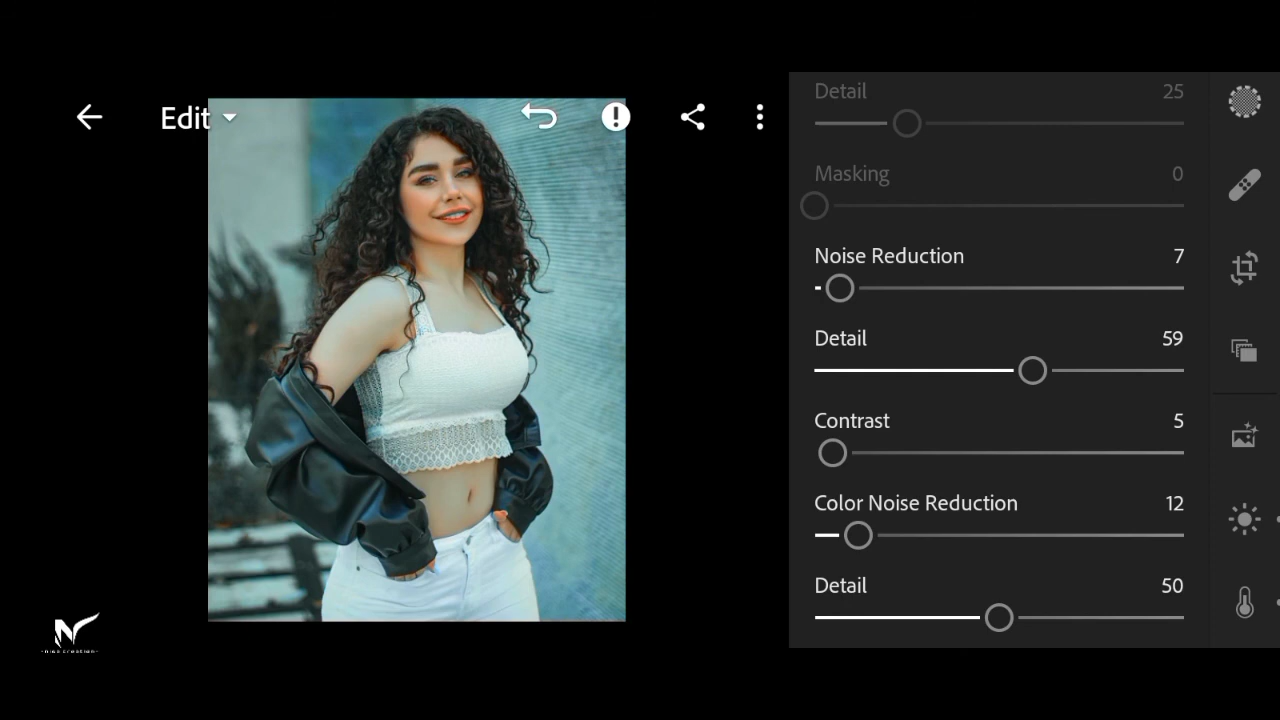 Edit
Detail 25
Masking 0
Noise Reduction 7
Detail 59
Contrast 5
Color Noise Reduction 12
Detail 50